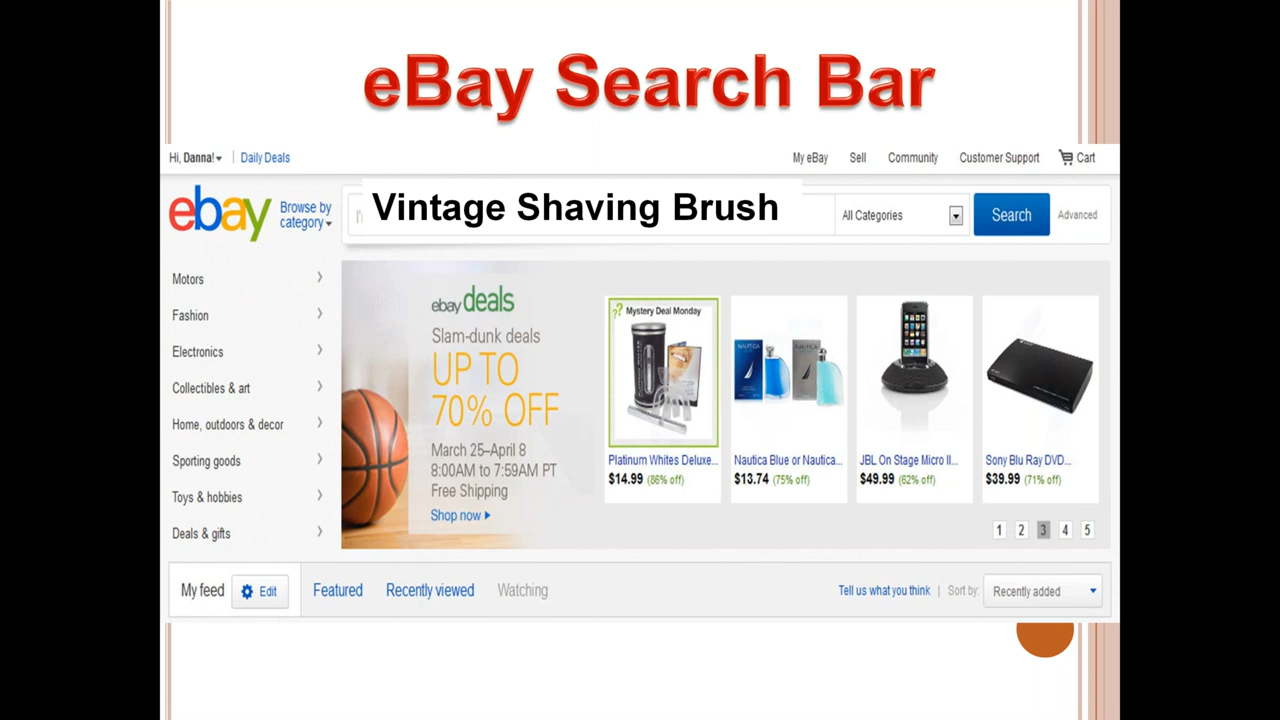 eBay Search Bar
Hi, Danna! Daily Deals My eBay Sell Community Customer Support Cart
ebay Browse by category Vintage Shaving Brush All Categories Search Advanced
Motors
Fashion
Electronics
Collectibles & art
Home, outdoors & decor
Sporting goods
Toys & hobbies
Deals & gifts
ebay deals
Slam-dunk deals
UP TO
70% OFF
March 25–April 8
8:00AM to 7:59AM PT
Free Shipping
Shop now
Mystery Deal Monday
Platinum Whites Deluxe...
$14.99 (86% off)
NAUTICA
Nautica Blue or Nautica...
$13.74 (75% off)
JBL On Stage Micro II...
$49.99 (62% off)
Sony Blu Ray DVD...
$39.99 (71% off)
1 2 3 4 5
My feed Edit Featured Recently viewed Watching Tell us what you think | Sort by: Recently added